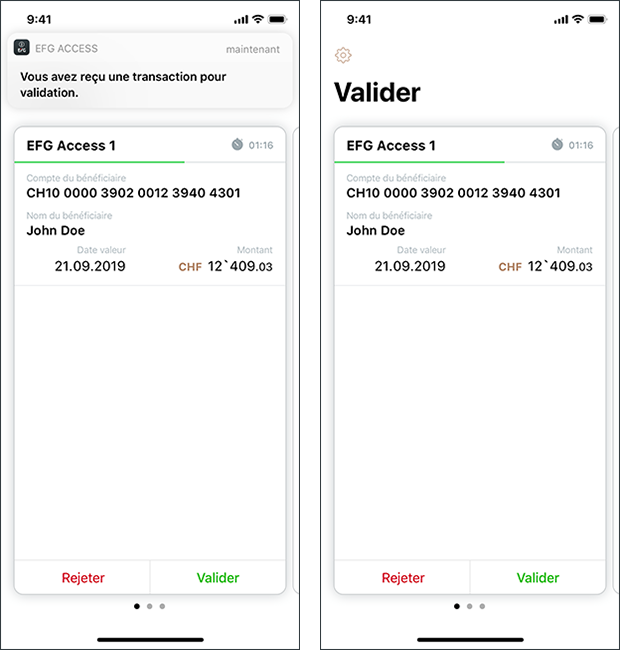 9:41
EFG
EFG ACCESS
maintenant
Vous avez reçu une transaction pour
validation.
EFG Access 1
01:16
Compte du bénéficiaire
CH10 0000 3902 0012 3940 4301
Nom du bénéficiaire
John Doe
Date valeur
Montant
21.09.2019
CHF 12`409.03
Rejeter
Valider
9:41
Valider
EFG Access 1
01:16
Compte du bénéficiaire
CH10 0000 3902 0012 3940 4301
Nom du bénéficiaire
John Doe
Date valeur
Montant
21.09.2019
CHF 12`409.03
Rejeter
Valider